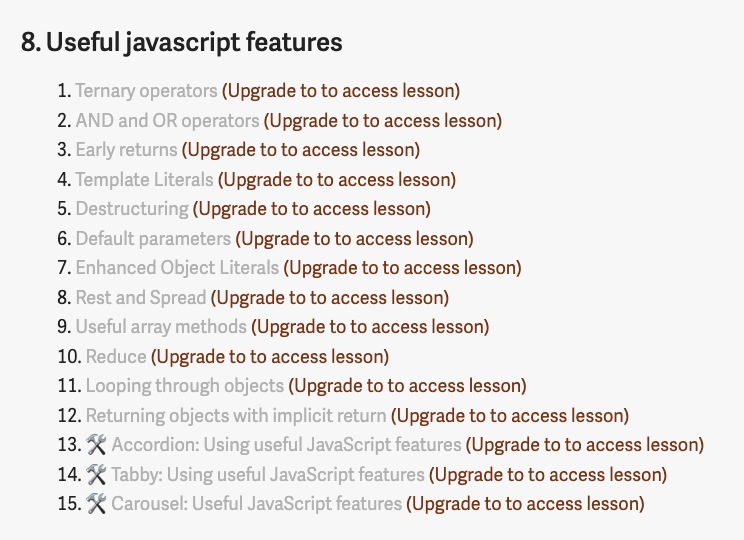 8. Useful javascript features
1. Ternary operators (Upgrade to to access lesson)
2. AND and OR operators (Upgrade to to access lesson)
3. Early returns (Upgrade to to access lesson)
4. Template Literals (Upgrade to to access lesson)
5. Destructuring (Upgrade to to access lesson)
6. Default parameters (Upgrade to to access lesson)
7. Enhanced Object Literals (Upgrade to to access lesson)
8. Rest and Spread (Upgrade to to access lesson)
9. Useful array methods (Upgrade to to access lesson)
10. Reduce (Upgrade to to access lesson)
11. Looping through objects (Upgrade to to access lesson)
12. Returning objects with implicit return (Upgrade to to access lesson)
13. 🛠 Accordion: Using useful JavaScript features (Upgrade to to access lesson)
14. 🛠 Tabby: Using useful JavaScript features (Upgrade to to access lesson)
15. 🛠 Carousel: Useful JavaScript features (Upgrade to to access lesson)